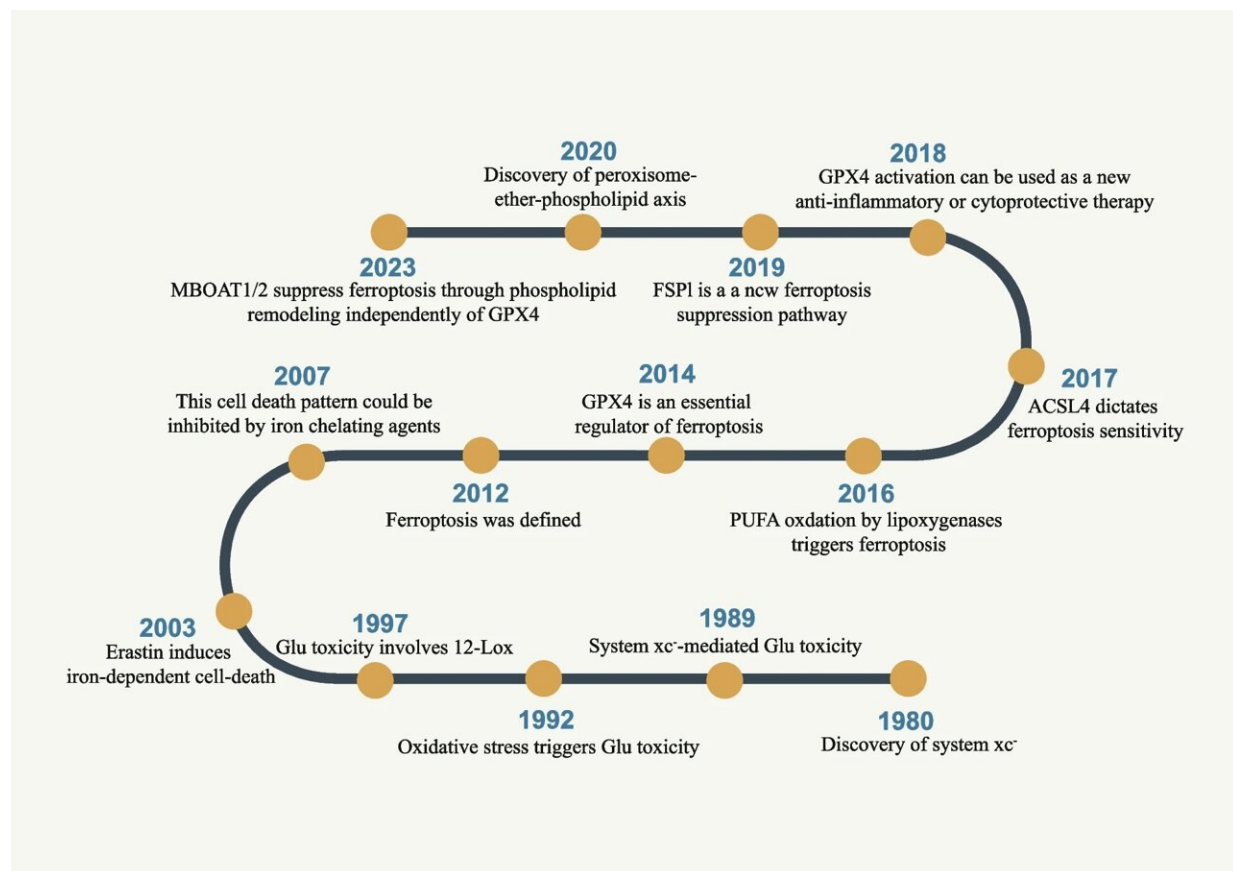 2020
Discovery of peroxisome-
ether-phospholipid axis
2018
GPX4 activation can be used as a new
anti-inflammatory or cytoprotective therapy
2023
MBOAT1/2 suppress ferroptosis through phospholipid
remodeling independently of GPX4
2019
FSPl is a a ncw ferroptosis
suppression pathway
2017
ACSL4 dictates
ferroptosis sensitivity
2007
This cell death pattern could be
inhibited by iron chelating agents
2014
GPX4 is an essential
regulator of ferroptosis
2012
Ferroptosis was defined
2016
PUFA oxdation by lipoxygenases
triggers ferroptosis
2003
Erastin induces
iron-dependent cell-death
1997
Glu toxicity involves 12-Lox
1989
System xc⁻-mediated Glu toxicity
1992
Oxidative stress triggers Glu toxicity
1980
Discovery of system xc⁻